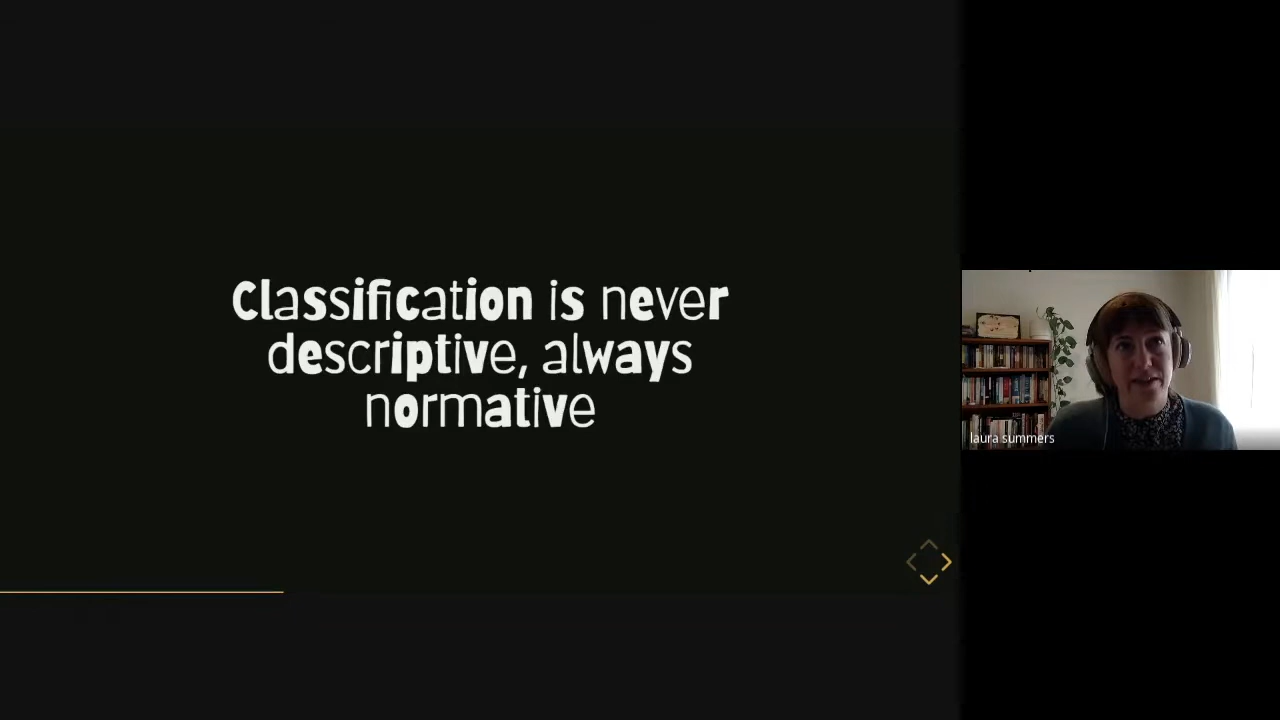 Classification is never
descriptive, always
normative
laura summers